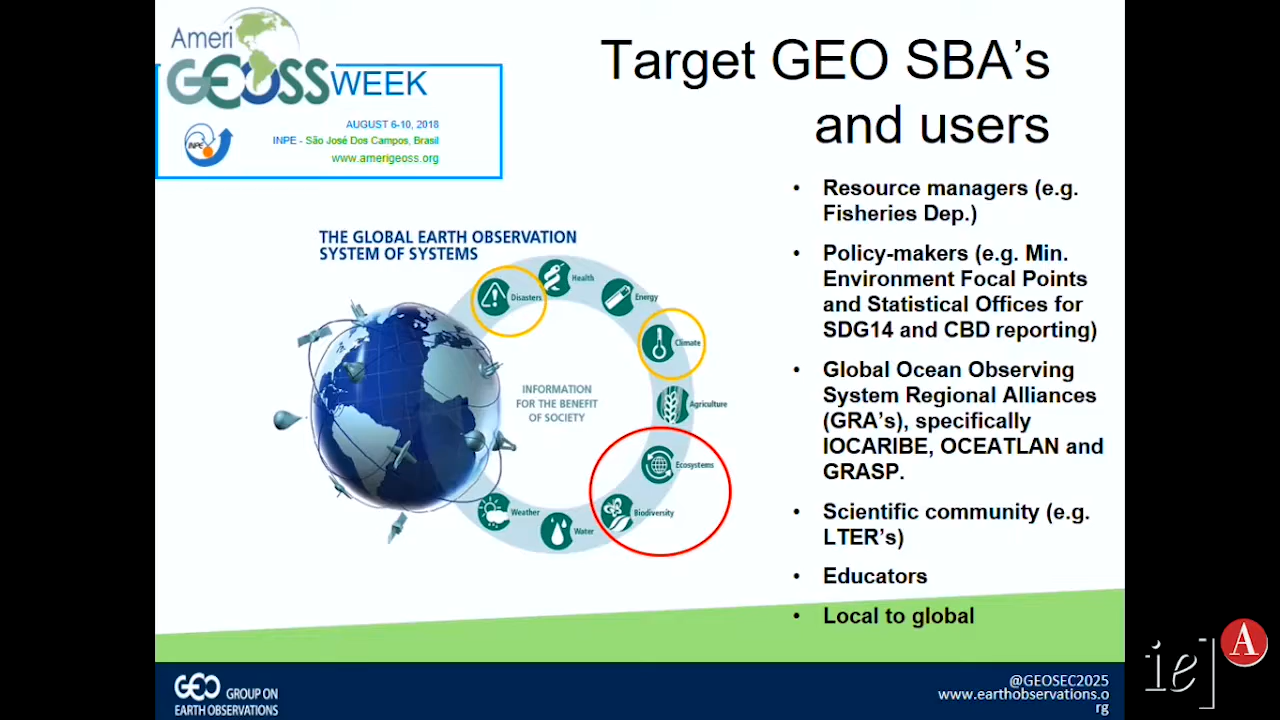 Ameri
GEOSS WEEK
AUGUST 6-10, 2018
INPE
INPE - São José Dos Campos, Brasil
www.amerigeoss.org
Target GEO SBA's
and users
THE GLOBAL EARTH OBSERVATION
SYSTEM OF SYSTEMS
Health
Disasters
Energy
Climate
INFORMATION
FOR THE BENEFIT
OF SOCIETY
Agriculture
Ecosystems
Biodiversity
Weather
Water
• Resource managers (e.g.
Fisheries Dep.)
• Policy-makers (e.g. Min.
Environment Focal Points
and Statistical Offices for
SDG14 and CBD reporting)
• Global Ocean Observing
System Regional Alliances
(GRA's), specifically
IOCARIBE, OCEATLAN and
GRASP.
• Scientific community (e.g.
LTER's)
• Educators
• Local to global
GEO GROUP ON
EARTH OBSERVATIONS
@GEOSEC2025
www.earthobservations.o
rg
ie]
A